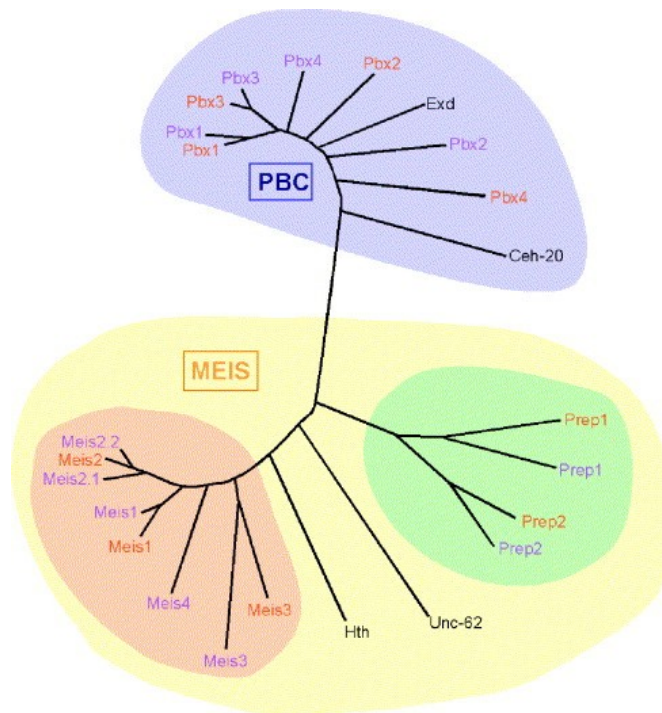 Pbx4
Pbx2
Pbx3
Pbx3
Exd
Pbx1
Pbx1
Pbx2
PBC
Pbx4
Ceh-20
MEIS
Prep1
Meis2.2
Meis2
Meis2.1
Prep1
Meis1
Prep2
Meis1
Prep2
Meis4
Meis3
Hth
Unc-62
Meis3